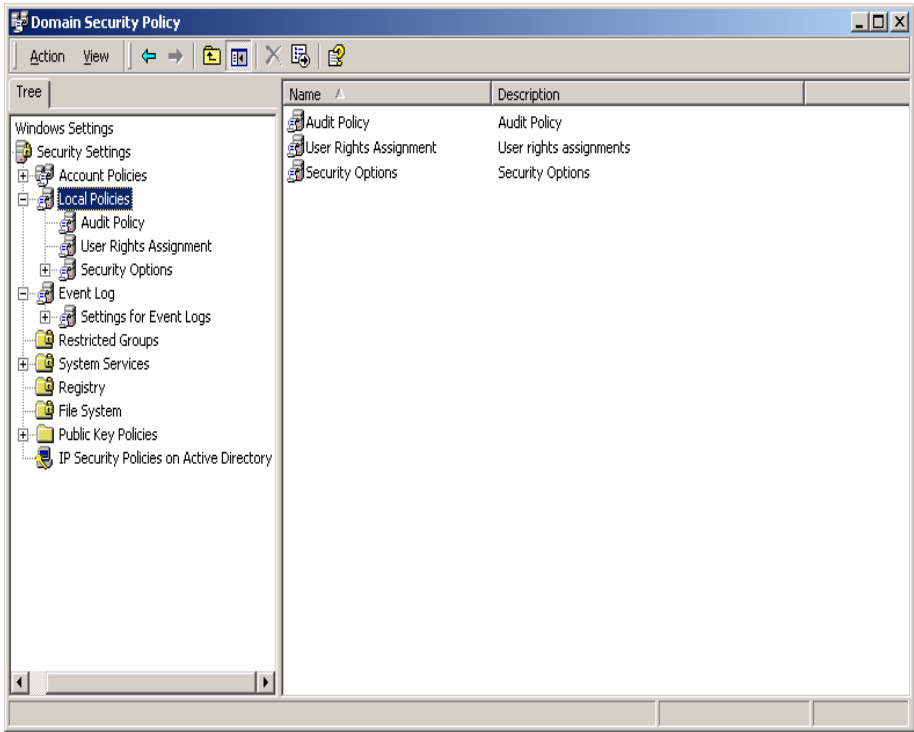 Domain Security Policy
Action View
Tree
Windows Settings
Security Settings
Account Policies
Local Policies
Audit Policy
User Rights Assignment
Security Options
Event Log
Settings for Event Logs
Restricted Groups
System Services
Registry
File System
Public Key Policies
IP Security Policies on Active Directory
Name Description
Audit Policy Audit Policy
User Rights Assignment User rights assignments
Security Options Security Options